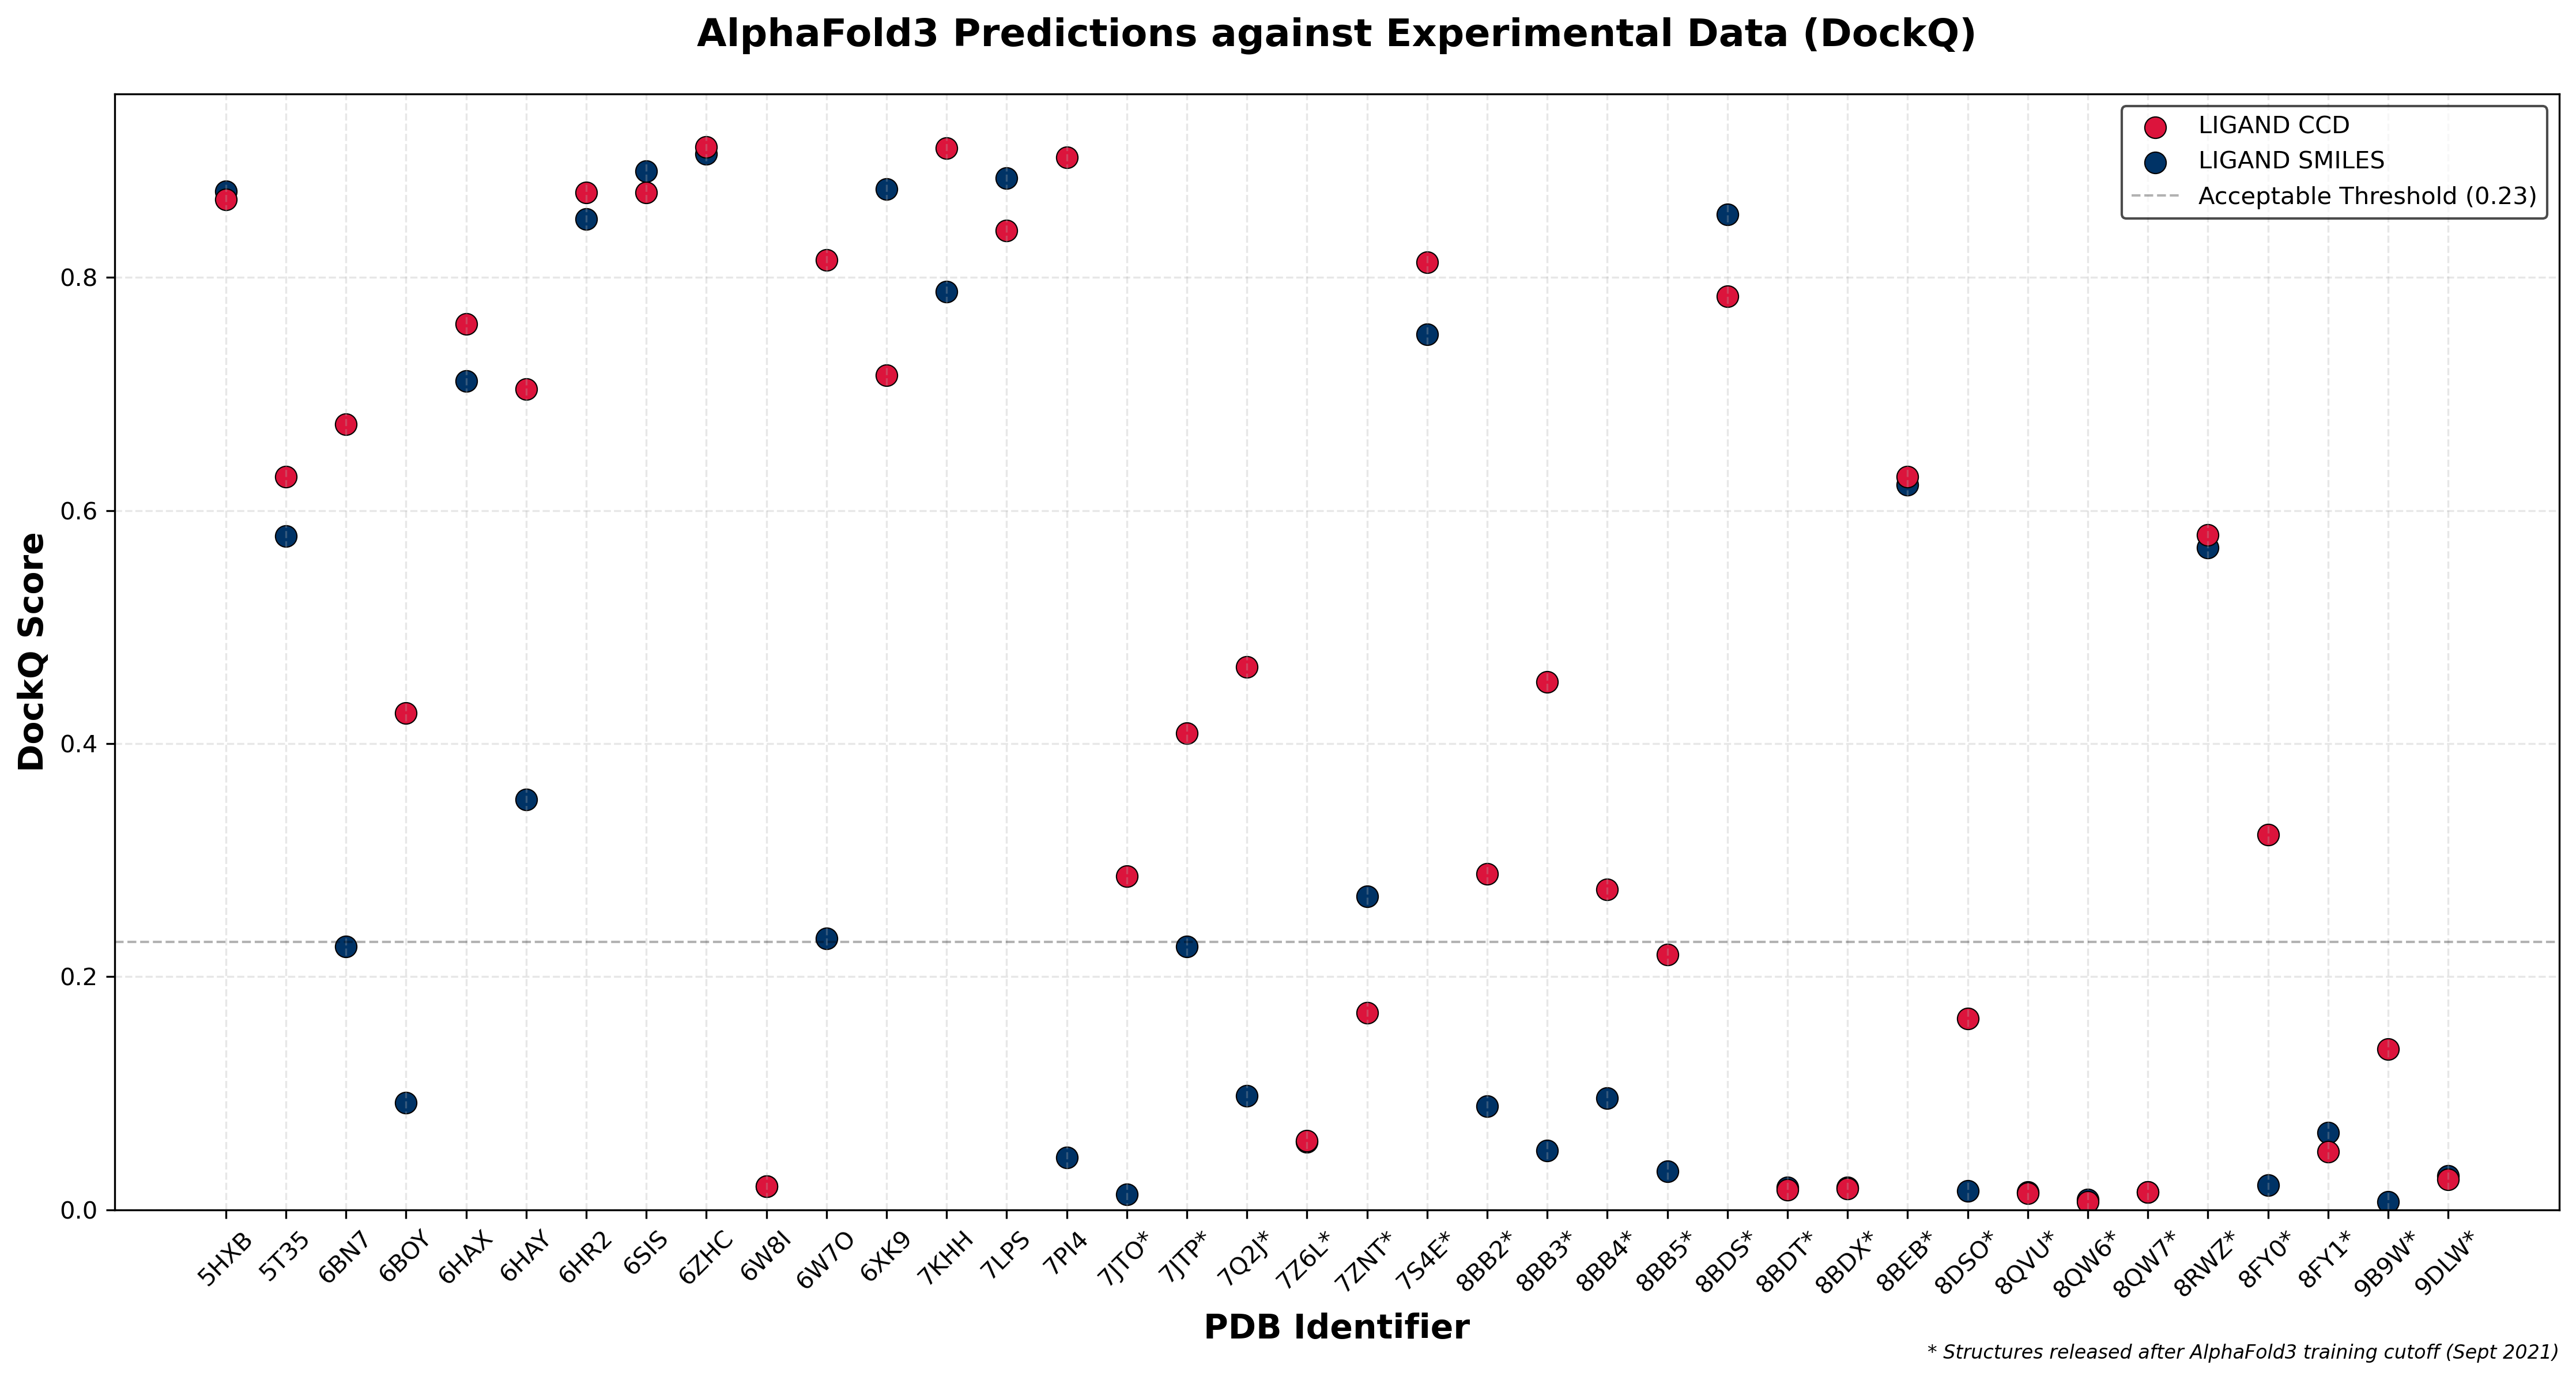 AlphaFold3 Predictions against Experimental Data (DockQ)
LIGAND CCD
LIGAND SMILES
Acceptable Threshold (0.23)
DockQ Score
0.8
0.6
0.4
0.2
0.0
5HXB
5T35
6BN7
6BOY
6HAX
6HAY
6HR2
6SIS
6ZHC
6W8I
6W7O
6XK9
7KHH
7LPS
7PI4
7JTO*
7JTP*
7Q2J*
7Z6L*
7ZNT*
7S4E*
8BB2*
8BB3*
8BB4*
8BB5*
8BDS*
8BDT*
8BDX*
8BEB*
8DSO*
8QVU*
8QW6*
8QW7*
8RWZ*
8FY0*
8FY1*
9B9W*
9DLW*
PDB Identifier
* Structures released after AlphaFold3 training cutoff (Sept 2021)